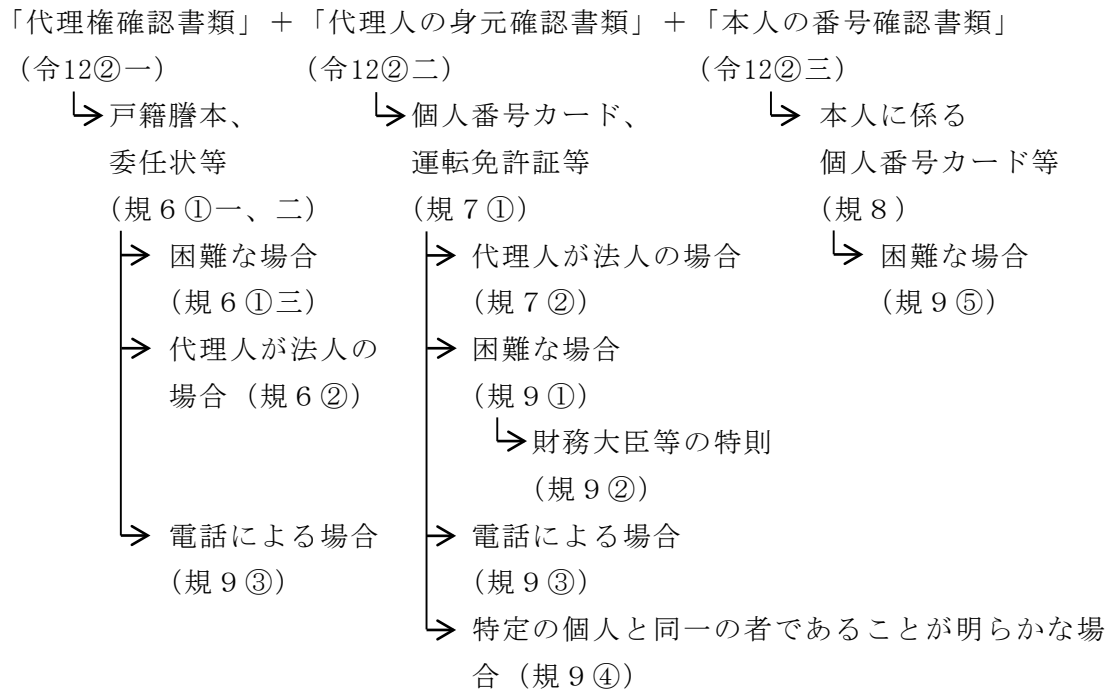 「代理権確認書類」＋「代理人の身元確認書類」＋「本人の番号確認書類」
（令12②一） （令12②二） （令12②三）
戸籍謄本、 個人番号カード、 本人に係る
委任状等 運転免許証等 個人番号カード等
（規６①一、二） （規７①） （規８）
困難な場合 代理人が法人の場合 困難な場合
（規６①三） （規７②） （規９⑤）
代理人が法人の 困難な場合
場合（規６②） （規９①）
財務大臣等の特則
（規９②）
電話による場合 電話による場合
（規９③） （規９③）
特定の個人と同一の者であることが明らかな場
合（規９④）